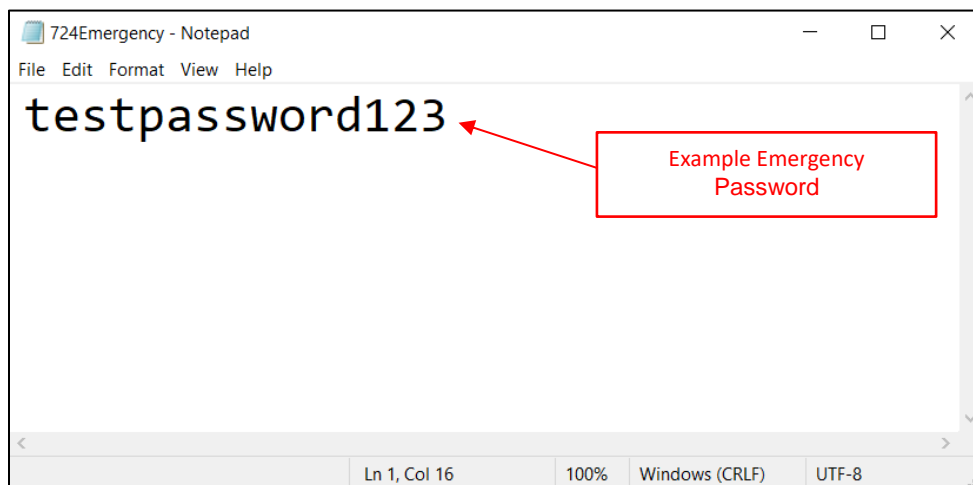 724Emergency - Notepad
File Edit Format View Help
testpassword123
Example Emergency
Password
Ln 1, Col 16 100% Windows (CRLF) UTF-8